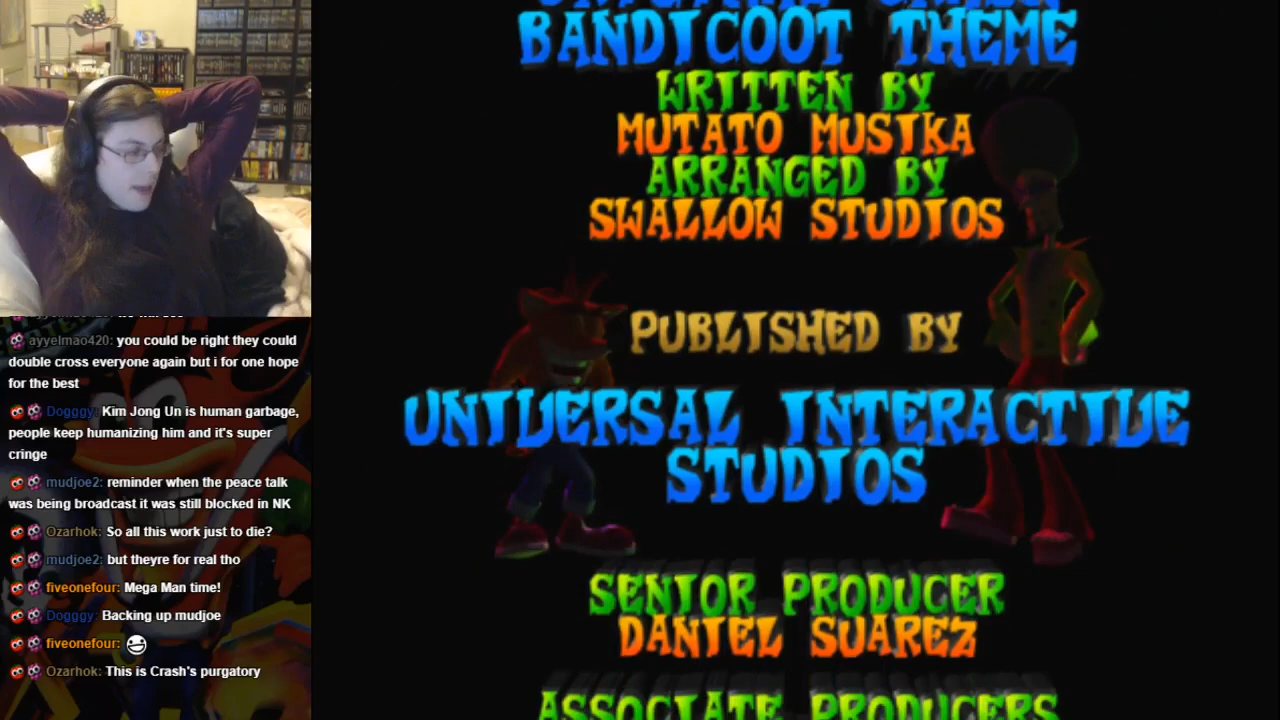 ayyelmao420: you could be right they could
double cross everyone again but i for one hope
for the best
Dogggy: Kim Jong Un is human garbage,
people keep humanizing him and it's super
cringe
mudjoe2: reminder when the peace talk
was being broadcast it was still blocked in NK
Ozarhok: So all this work just to die?
mudjoe2: but theyre for real tho
fiveonefour: Mega Man time!
Dogggy: Backing up mudjoe
fiveonefour:
Ozarhok: This is Crash's purgatory
BANDICOOT THEME
WRITTEN BY
MUTATO MUSIKA
ARRANGED BY
SWALLOW STUDIOS
PUBLISHED BY
UNIVERSAL INTERACTIVE
STUDIOS
SENIOR PRODUCER
DANIEL SUAREZ
ASSOCIATE PRODUCERS